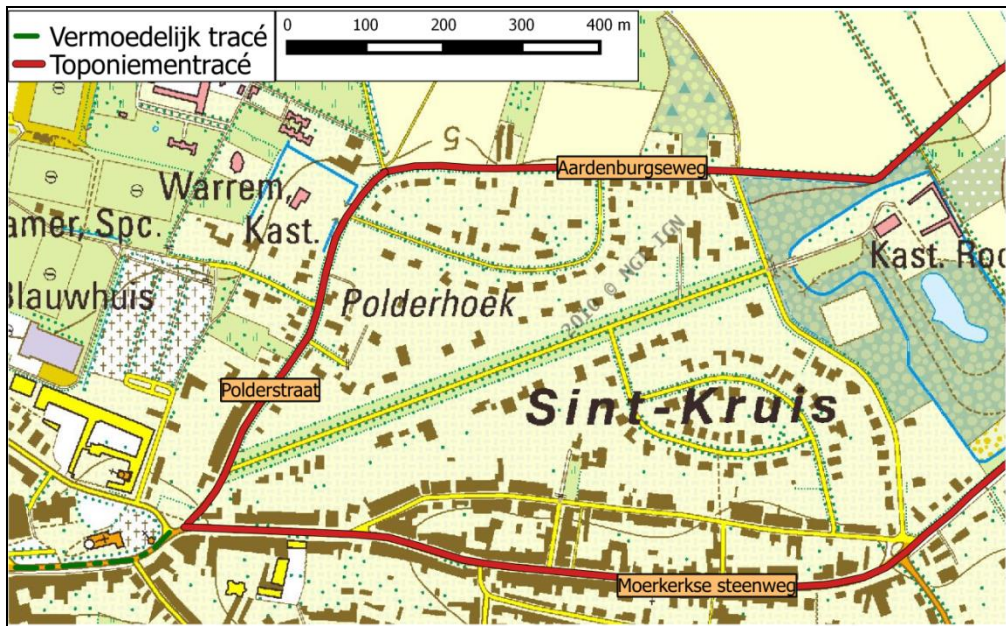 Vermoedelijk tracé
Toponiementracé
0 100 200 300 400 m
5
Aardenburgseweg
Warrem,
Kast.
amer, Spc.
Kast. Roo
Blauwhuis
Polderhoek
2010 © NGI-IGN
Polderstraat
Sint-Kruis
Moerkerkse steenweg